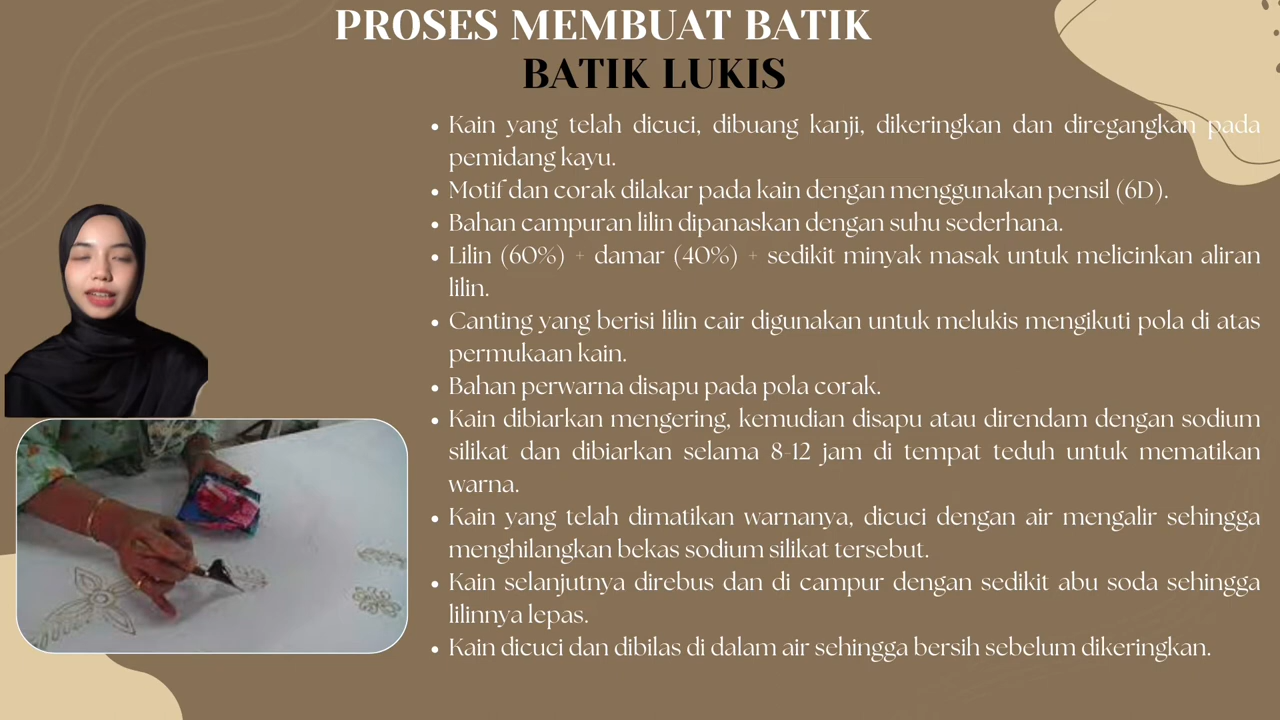 PROSES MEMBUAT BATIK
BATIK LUKIS
• Kain yang telah dicuci, dibuang kanji, dikeringkan dan diregangkan pada
pemidang kayu.
• Motif dan corak dilakar pada kain dengan menggunakan pensil (6D).
• Bahan campuran lilin dipanaskan dengan suhu sederhana.
• Lilin (60%) + damar (40%) + sedikit minyak masak untuk melicinkan aliran
lilin.
• Canting yang berisi lilin cair digunakan untuk melukis mengikuti pola di atas
permukaan kain.
• Bahan perwarna disapu pada pola corak.
• Kain dibiarkan mengering, kemudian disapu atau direndam dengan sodium
silikat dan dibiarkan selama 8-12 jam di tempat teduh untuk mematikan
warna.
• Kain yang telah dimatikan warnanya, dicuci dengan air mengalir sehingga
menghilangkan bekas sodium silikat tersebut.
• Kain selanjutnya direbus dan di campur dengan sedikit abu soda sehingga
lilinnya lepas.
• Kain dicuci dan dibilas di dalam air sehingga bersih sebelum dikeringkan.